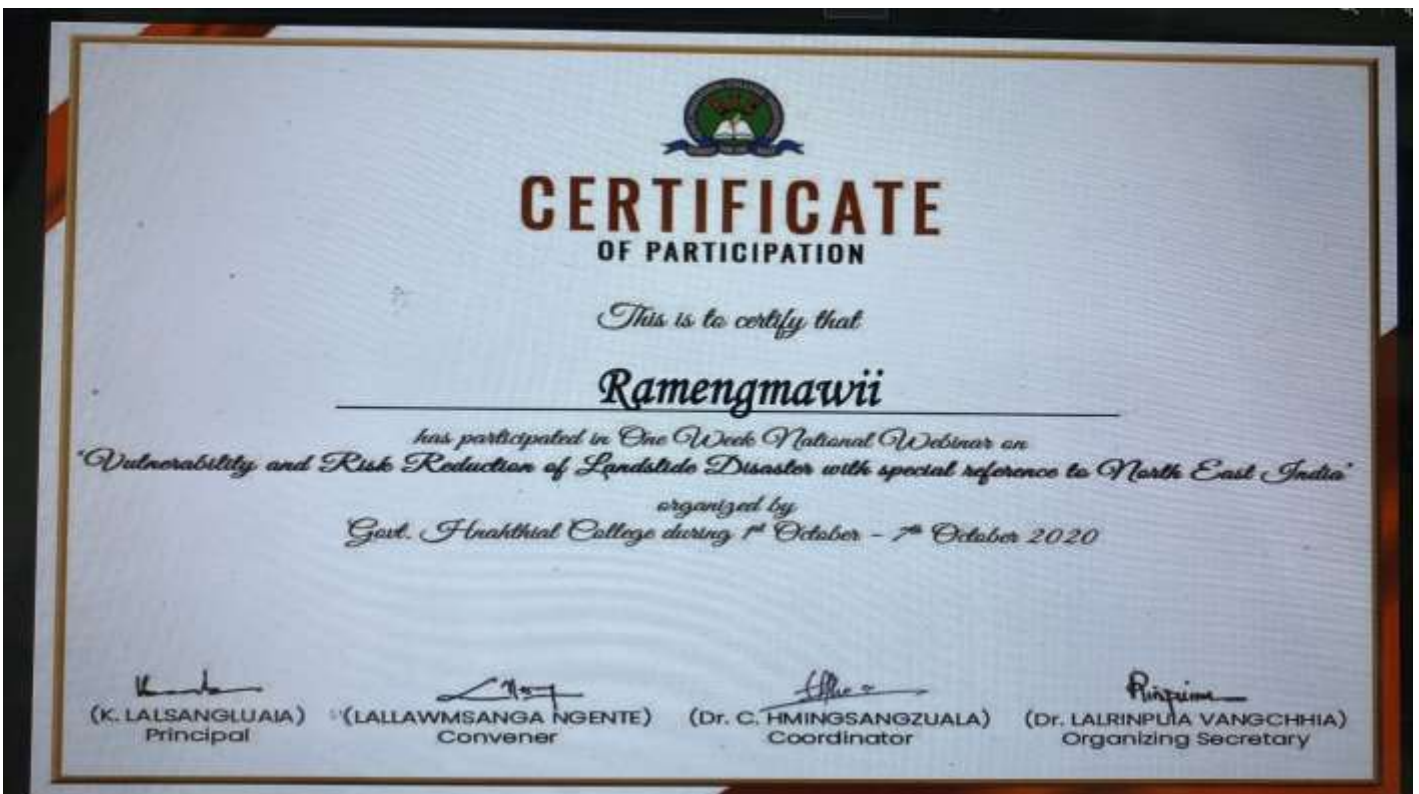 CERTIFICATE
OF PARTICIPATION
This is to certify that
Ramengmawii
has participated in One Week National Webinar on
"Vulnerability and Risk Reduction of Landslide Disaster with special reference to North East India"
organized by
Govt. Hnahthial College during 1st October - 7th October 2020
(K. LALSANGLUAIA) (LALLAWMSANGA NGENTE) (Dr. C. HMINGSANGZUALA) (Dr. LALRINPUIA VANGCHHIA)
Principal Convener Coordinator Organizing Secretary